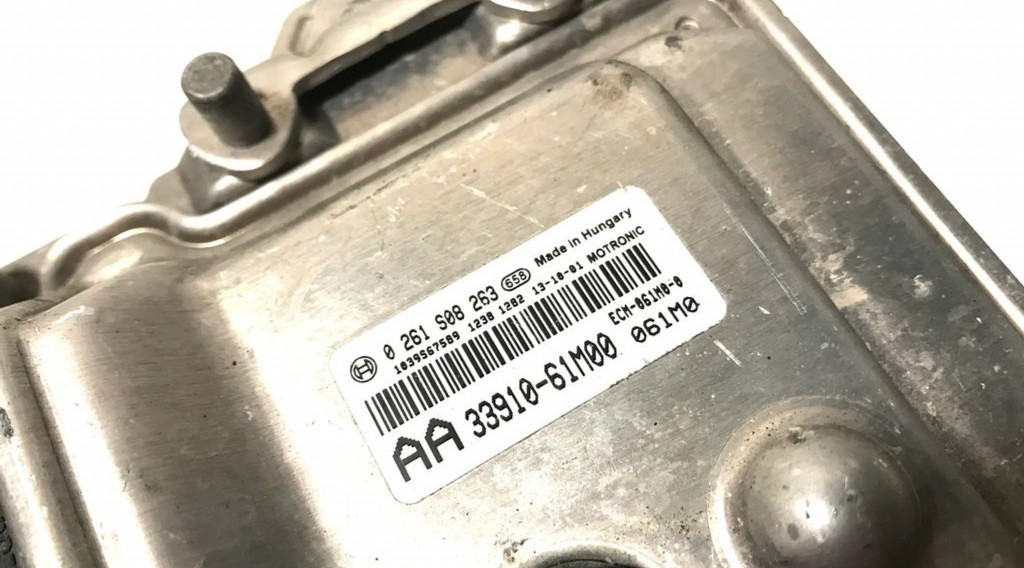 0 261 S08 263 658 Made in Hungary
1039567589 1238 1282 13-10-01 MOTRONIC
AA 33910-61M00 ECM-061M0-0
061M0